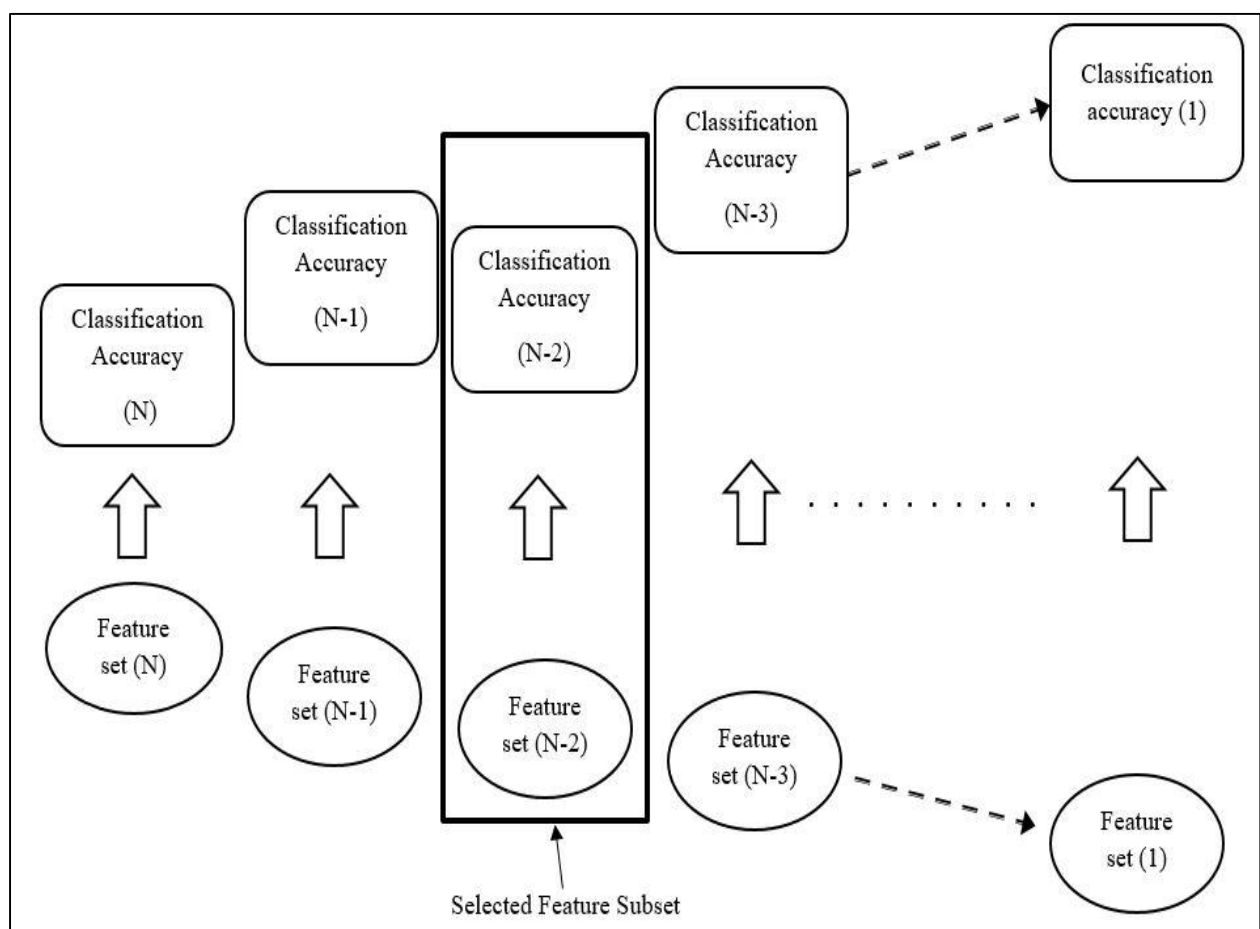 Classification
Accuracy
(N)
Classification
Accuracy
(N-1)
Classification
Accuracy
(N-2)
Classification
Accuracy
(N-3)
Classification
accuracy (1)
. . . . . . . . . .
Feature
set (N)
Feature
set (N-1)
Feature
set (N-2)
Feature
set (N-3)
Feature
set (1)
Selected Feature Subset